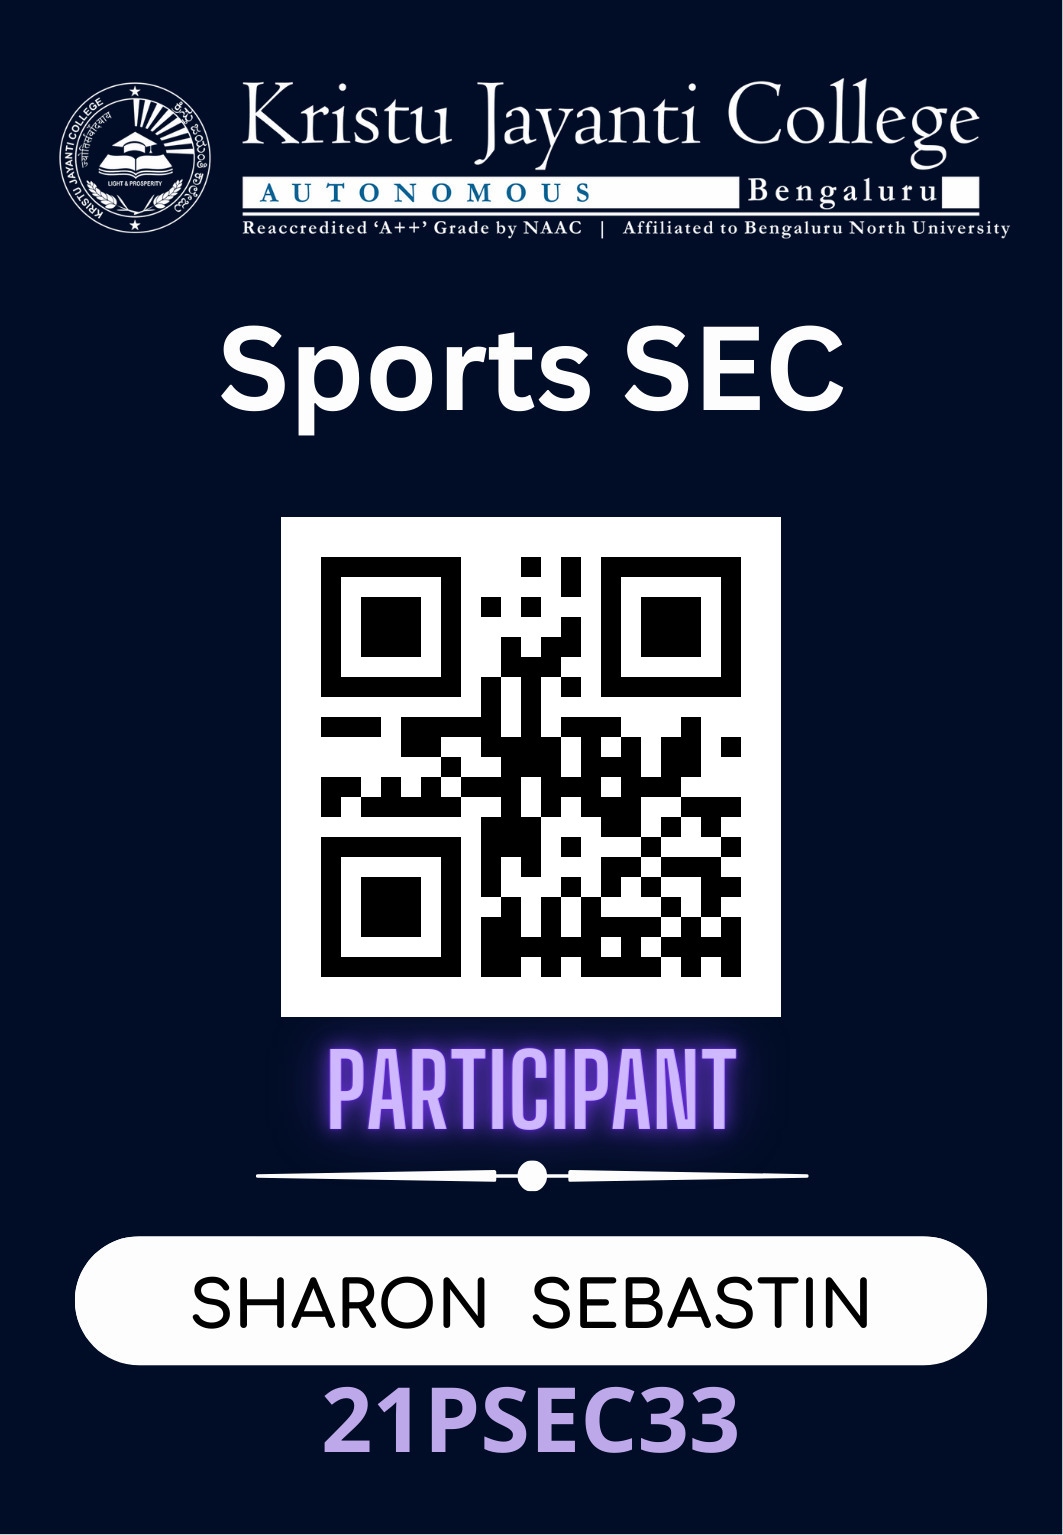 KRISTU JAYANTI COLLEGE
ಕ್ರಿಸ್ತು ಜಯಂತಿ ಕಾಲೇಜು
LIGHT & PROSPERITY
Kristu Jayanti College
AUTONOMOUS Bengaluru
Reaccredited ‘A++’ Grade by NAAC | Affiliated to Bengaluru North University
Sports SEC
PARTICIPANT
SHARON SEBASTIN
21PSEC33